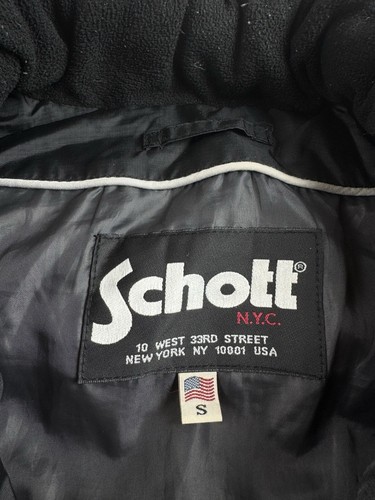 Schott®
N.Y.C.
10 WEST 33RD STREET
NEW YORK NY 10001 USA
S